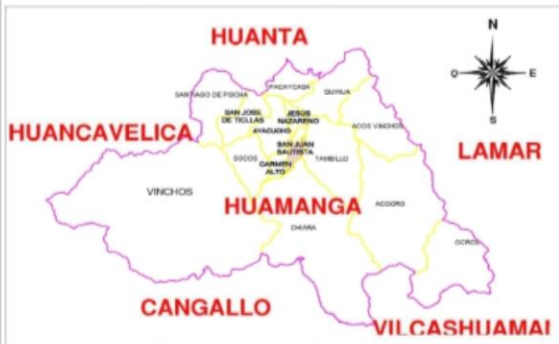 HUANTA
N
PACAYCASA
QUINUA
SANTIAGO DE PISCHA
O
E
SAN JOSE
DE TICLLAS
JESUS
NAZARENO
S
HUANCAVELICA
AYACUCHO
ACOS VINCHOS
LAMAR
SAN JUAN
BAUTISTA
SOCOS
TAMBILLO
CARMEN
ALTO
VINCHOS
HUAMANGA
ACOCRO
CHIARA
OCROS
CANGALLO
VILCASHUAMAI